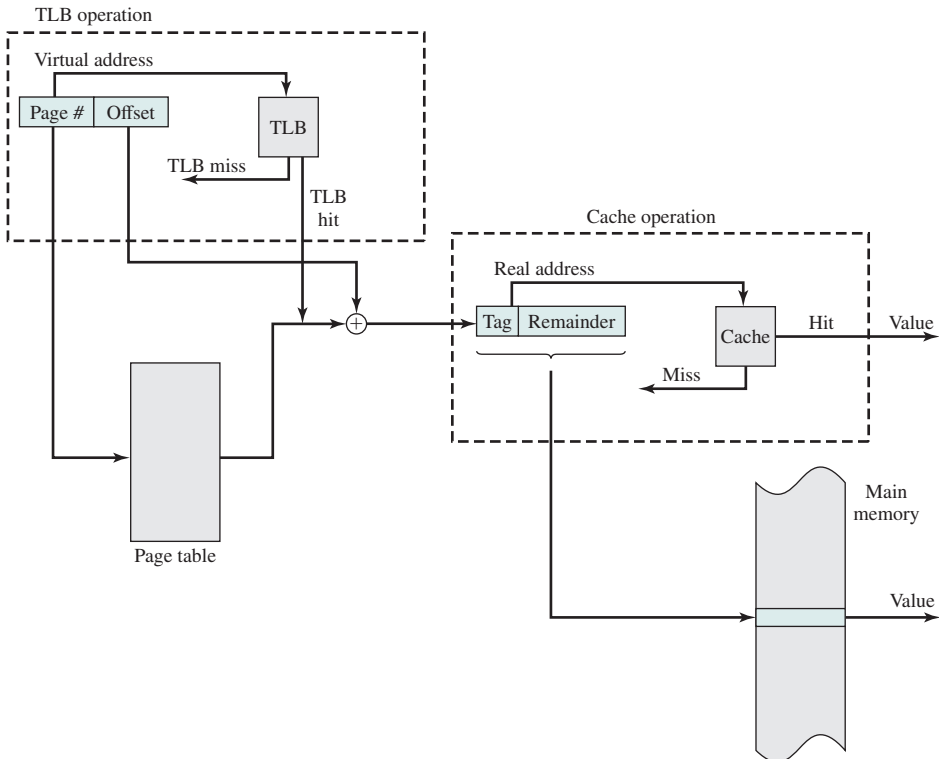 TLB operation
Virtual address
Page #
Offset
TLB
TLB miss
TLB
hit
Cache operation
Real address
Tag
Remainder
Cache
Hit
Value
Miss
Page table
Main
memory
Value